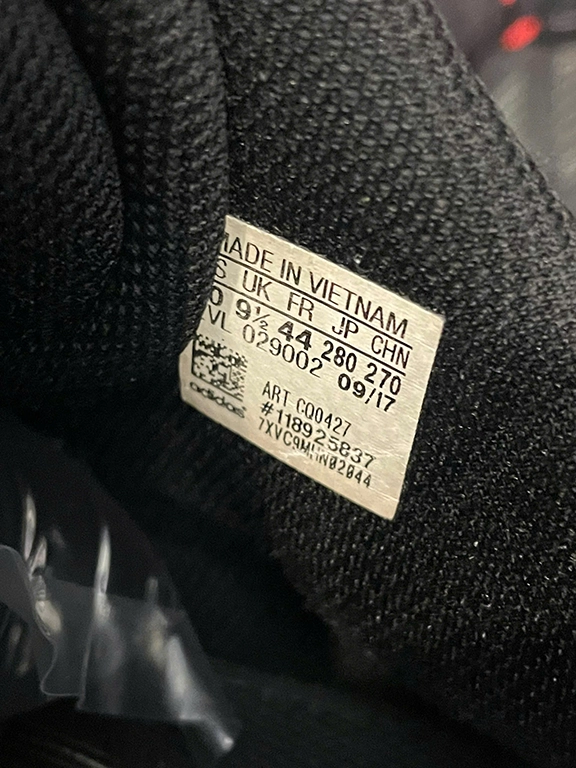 MADE IN VIETNAM
S UK FR JP CHN
0 9½ 44 280 270
VL 029002 09/17
ART CQ0427
#118925837
adidas